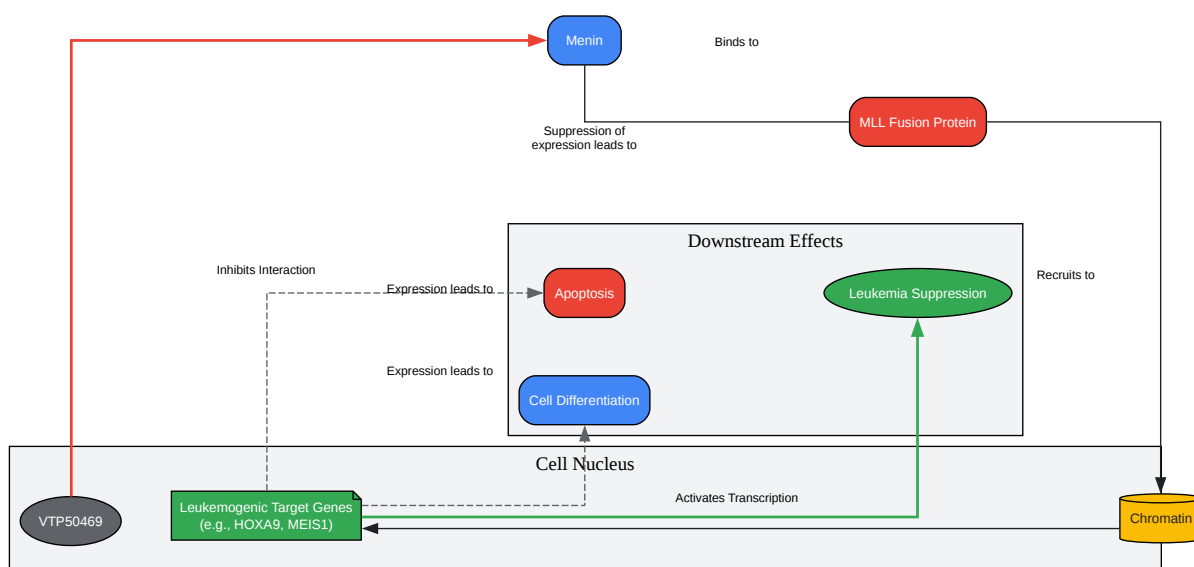 Menin
Binds to
MLL Fusion Protein
Suppression of
expression leads to
Downstream Effects
Inhibits Interaction
Expression leads to
Apoptosis
Leukemia Suppression
Recruits to
Expression leads to
Cell Differentiation
Cell Nucleus
VTP50469
Leukemogenic Target Genes
(e.g., HOXA9, MEIS1)
Activates Transcription
Chromatin